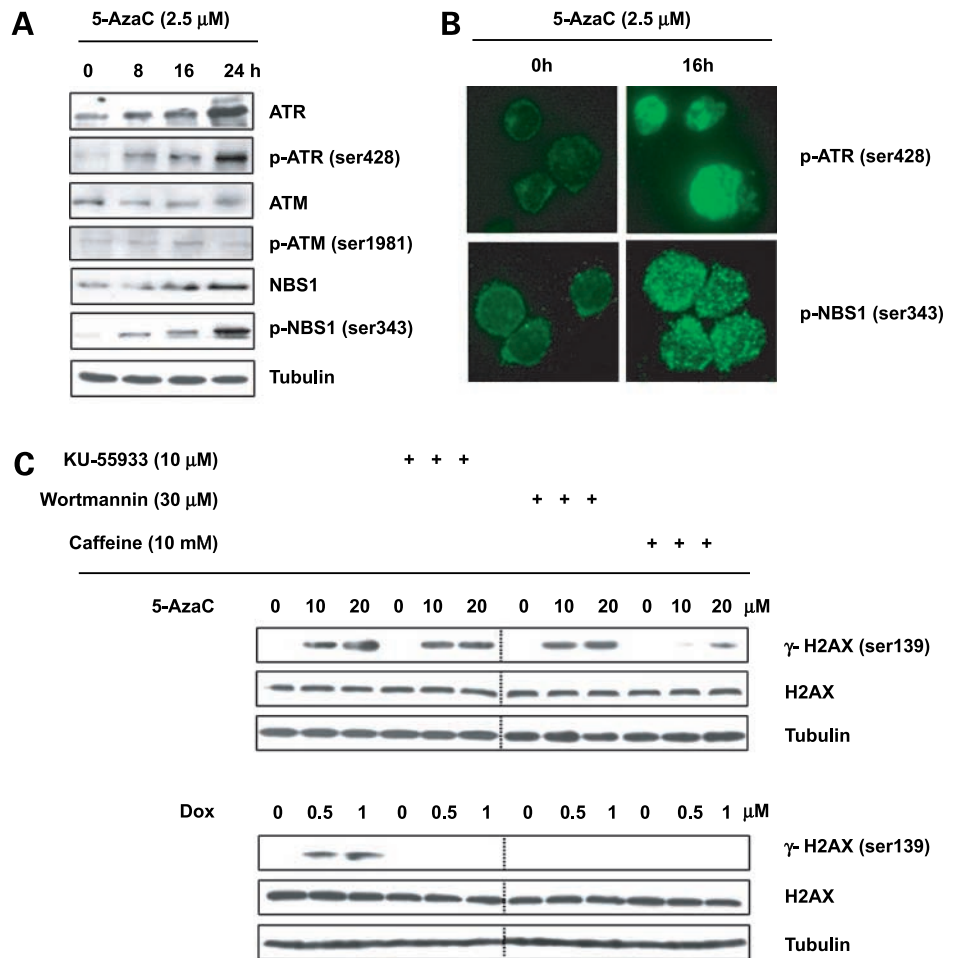 A
5-AzaC (2.5 μM)
0 8 16 24 h
ATR
p-ATR (ser428)
ATM
p-ATM (ser1981)
NBS1
p-NBS1 (ser343)
Tubulin
B
5-AzaC (2.5 μM)
0h 16h
p-ATR (ser428)
p-NBS1 (ser343)
C
KU-55933 (10 μM) + + +
Wortmannin (30 μM) + + +
Caffeine (10 mM) + + +
5-AzaC 0 10 20 0 10 20 0 10 20 0 10 20 μM
γ- H2AX (ser139)
H2AX
Tubulin
Dox 0 0.5 1 0 0.5 1 0 0.5 1 0 0.5 1 μM
γ- H2AX (ser139)
H2AX
Tubulin